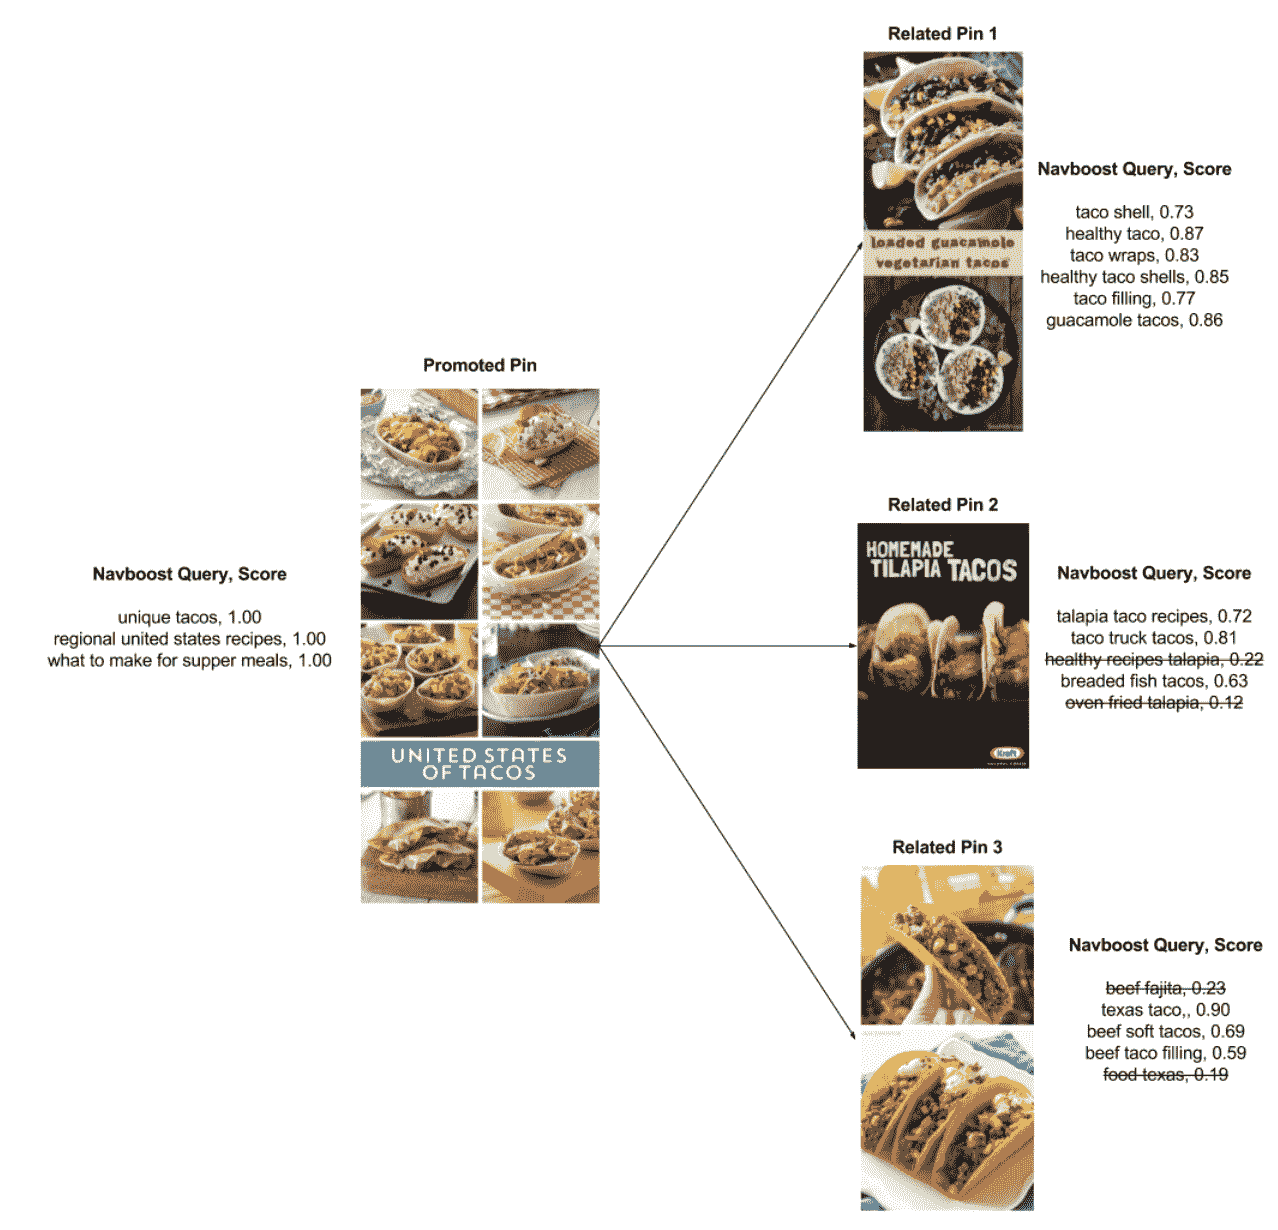 Related Pin 1
loaded guacamole
vegetarian tacos
Navboost Query, Score
taco shell, 0.73
healthy taco, 0.87
taco wraps, 0.83
healthy taco shells, 0.85
taco filling, 0.77
guacamole tacos, 0.86
Promoted Pin
UNITED STATES
OF TACOS
Navboost Query, Score
unique tacos, 1.00
regional united states recipes, 1.00
what to make for supper meals, 1.00
Related Pin 2
HOMEMADE
TILAPIA TACOS
Kraft
Navboost Query, Score
talapia taco recipes, 0.72
taco truck tacos, 0.81
healthy recipes talapia, 0.22
breaded fish tacos, 0.63
oven fried talapia, 0.12
Related Pin 3
Navboost Query, Score
beef fajita, 0.23
texas taco,, 0.90
beef soft tacos, 0.69
beef taco filling, 0.59
food texas, 0.19